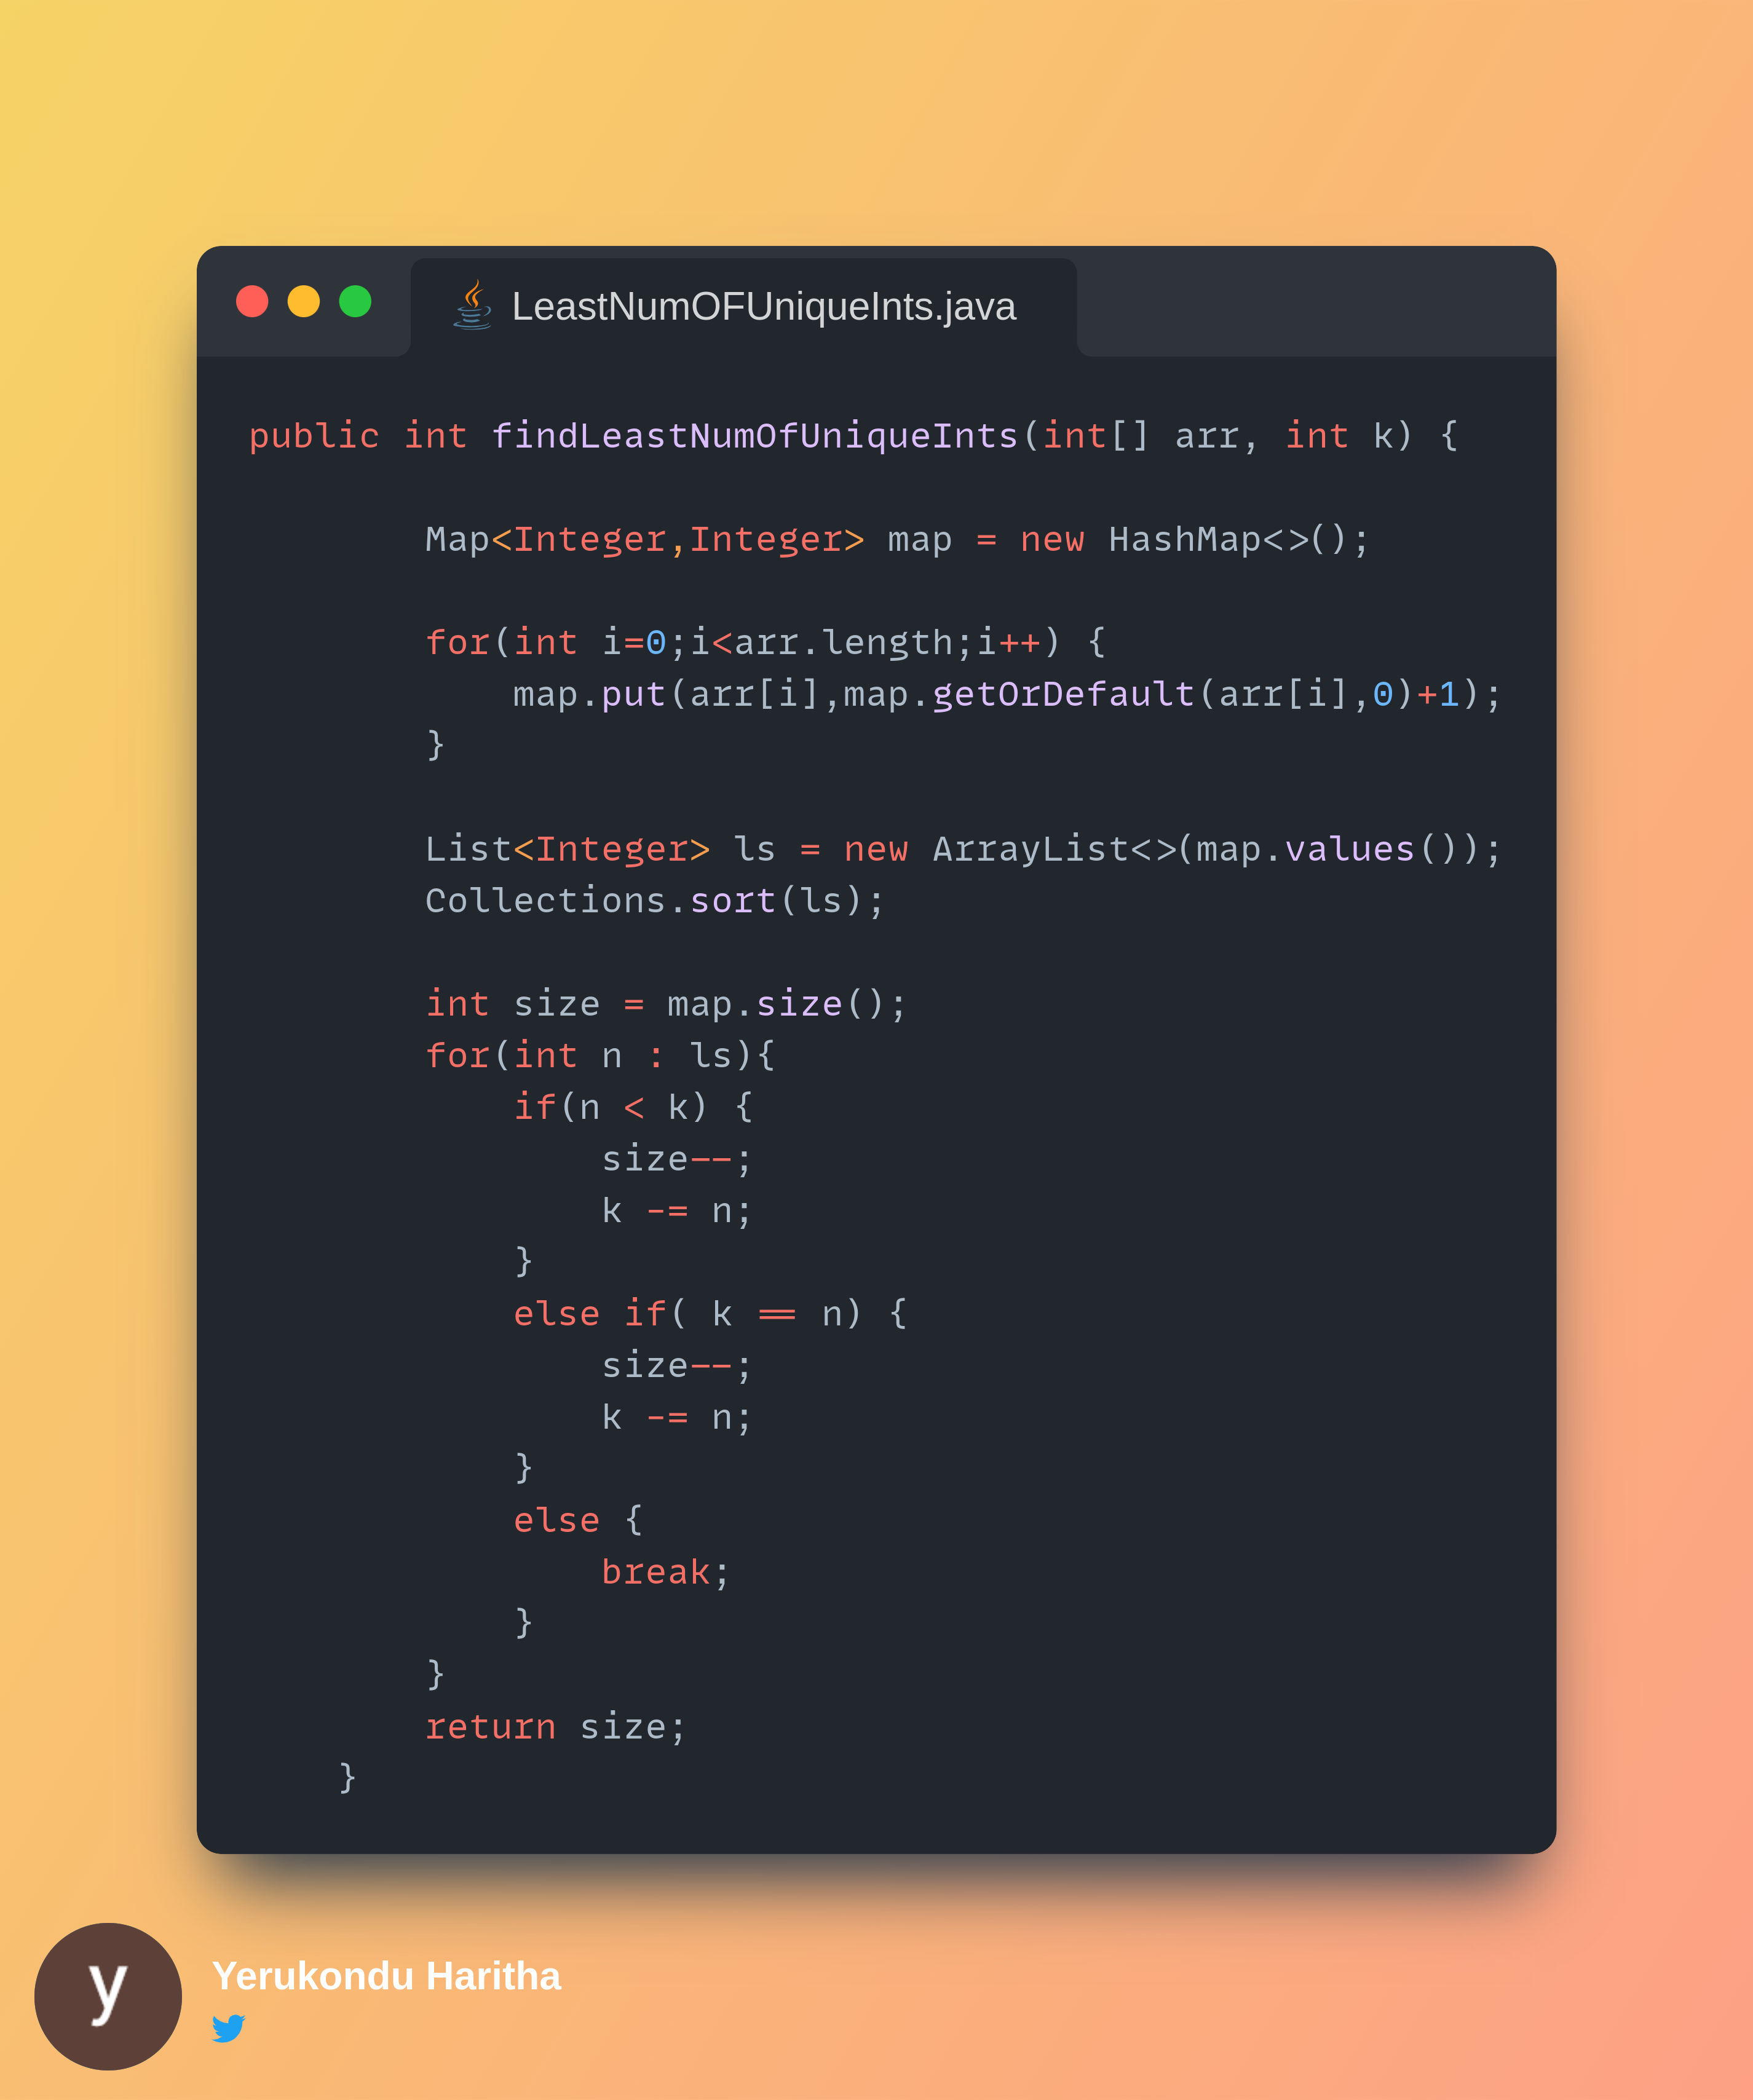 LeastNumOFUniqueInts.java
public int findLeastNumOfUniqueInts(int[] arr, int k) {
Map<Integer,Integer> map = new HashMap<>();
for(int i=0;i<arr.length;i++) {
map.put(arr[i],map.getOrDefault(arr[i],0)+1);
}
List<Integer> ls = new ArrayList<>(map.values());
Collections.sort(ls);
int size = map.size();
for(int n : ls){
if(n < k) {
size--;
k -= n;
}
else if( k == n) {
size--;
k -= n;
}
else {
break;
}
}
return size;
}
y
Yerukondu Haritha